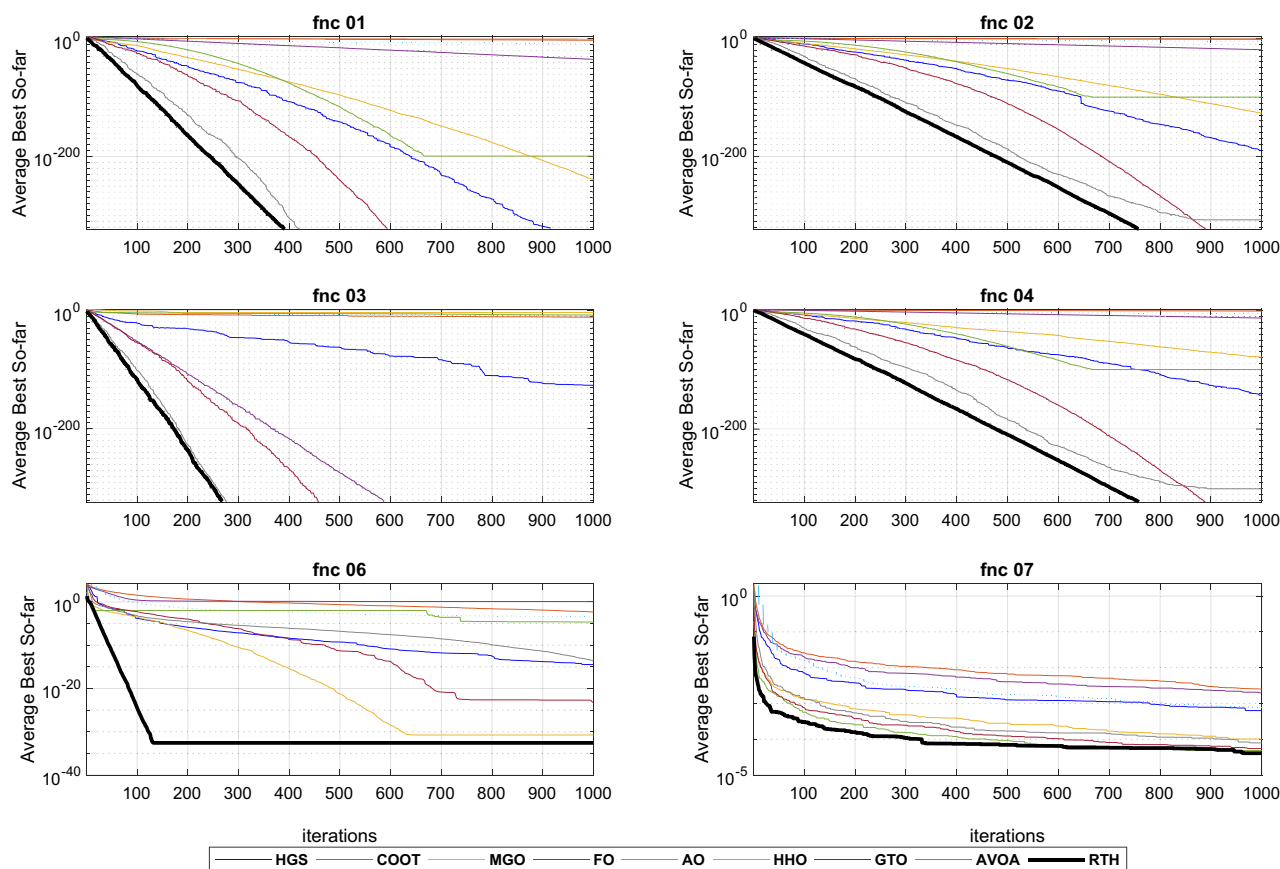 fnc 01
fnc 02
10^0
10^-200
Average Best So-far
100 200 300 400 500 600 700 800 900 1000
10^0
10^-200
Average Best So-far
100 200 300 400 500 600 700 800 900 1000
fnc 03
fnc 04
10^0
10^-200
Average Best So-far
100 200 300 400 500 600 700 800 900 1000
10^0
10^-200
Average Best So-far
100 200 300 400 500 600 700 800 900 1000
fnc 06
fnc 07
10^0
10^-20
10^-40
Average Best So-far
100 200 300 400 500 600 700 800 900 1000
iterations
10^0
10^-5
Average Best So-far
100 200 300 400 500 600 700 800 900 1000
iterations
HGS COOT MGO FO AO HHO GTO AVOA RTH